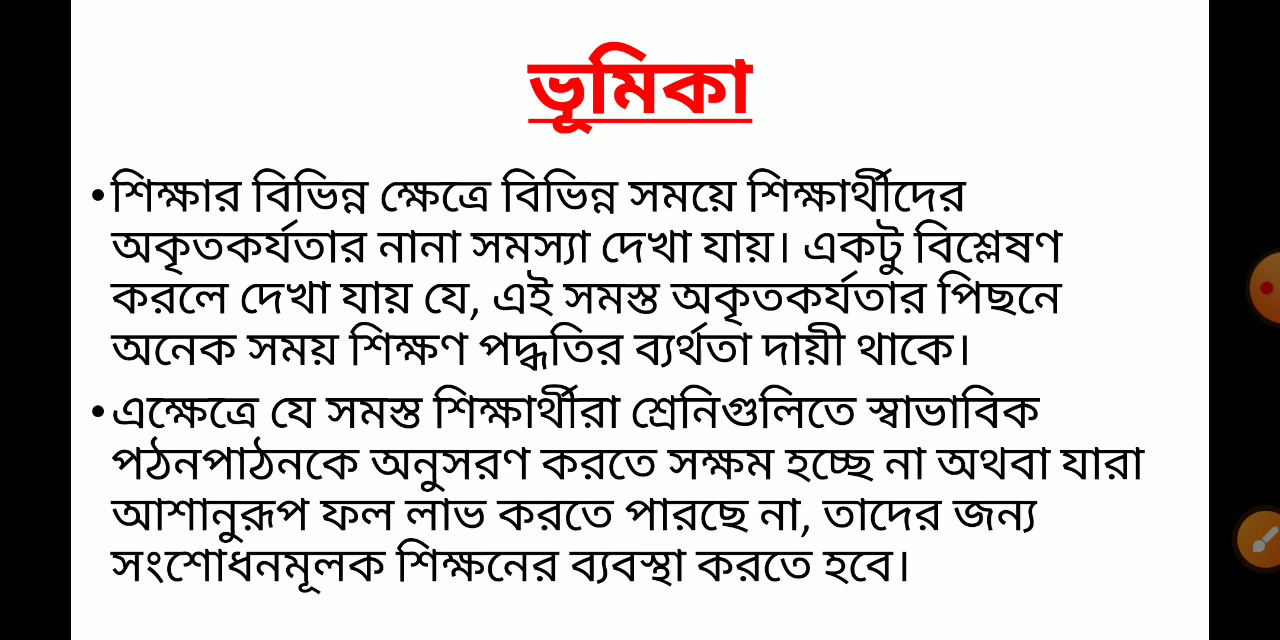 ভূমিকা
•শিক্ষার বিভিন্ন ক্ষেত্রে বিভিন্ন সময়ে শিক্ষার্থীদের
অকৃতকর্যতার নানা সমস্যা দেখা যায়। একটু বিশ্লেষণ
করলে দেখা যায় যে, এই সমস্ত অকৃতকর্যতার পিছনে
অনেক সময় শিক্ষণ পদ্ধতির ব্যর্থতা দায়ী থাকে।
•এক্ষেত্রে যে সমস্ত শিক্ষার্থীরা শ্রেনিগুলিতে স্বাভাবিক
পঠনপাঠনকে অনুসরণ করতে সক্ষম হচ্ছে না অথবা যারা
আশানুরূপ ফল লাভ করতে পারছে না, তাদের জন্য
সংশোধনমূলক শিক্ষনের ব্যবস্থা করতে হবে।